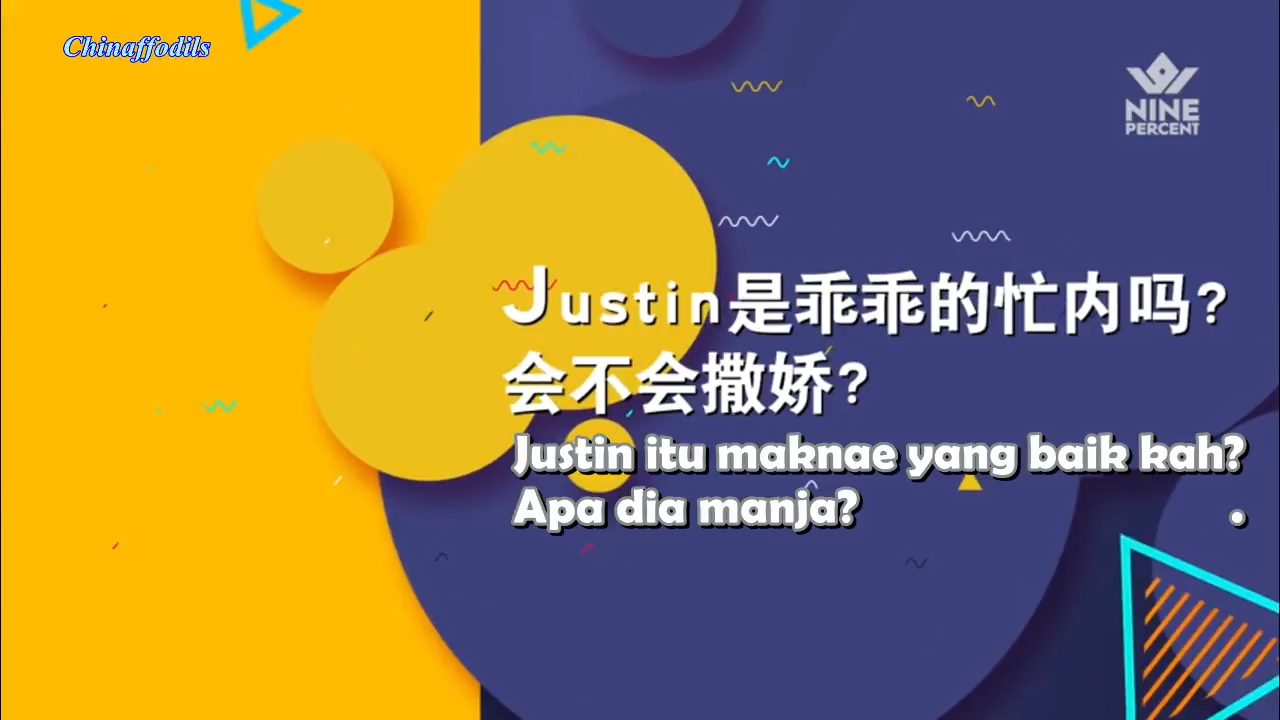 Chinaffodils
NINE
PERCENT
Justin是乖乖的忙内吗?
会不会撒娇?
Justin itu maknae yang baik kah?
Apa dia manja?
.